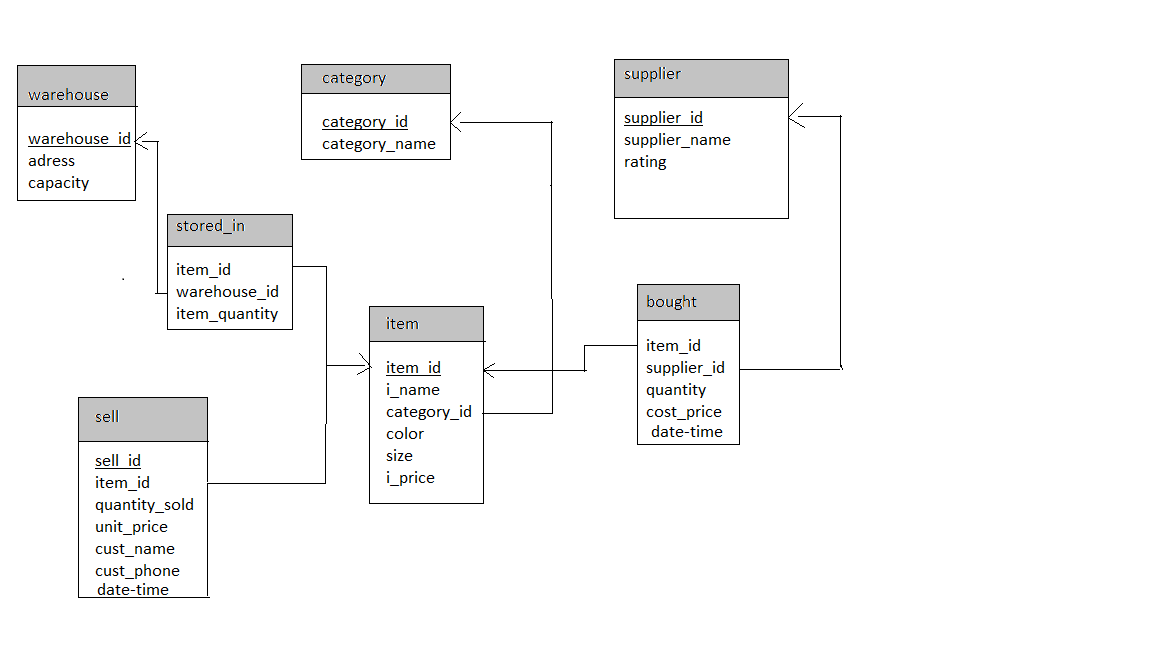 warehouse
warehouse_id
adress
capacity
category
category_id
category_name
supplier
supplier_id
supplier_name
rating
stored_in
item_id
warehouse_id
item_quantity
item
item_id
i_name
category_id
color
size
i_price
bought
item_id
supplier_id
quantity
cost_price
date-time
sell
sell_id
item_id
quantity_sold
unit_price
cust_name
cust_phone
date-time